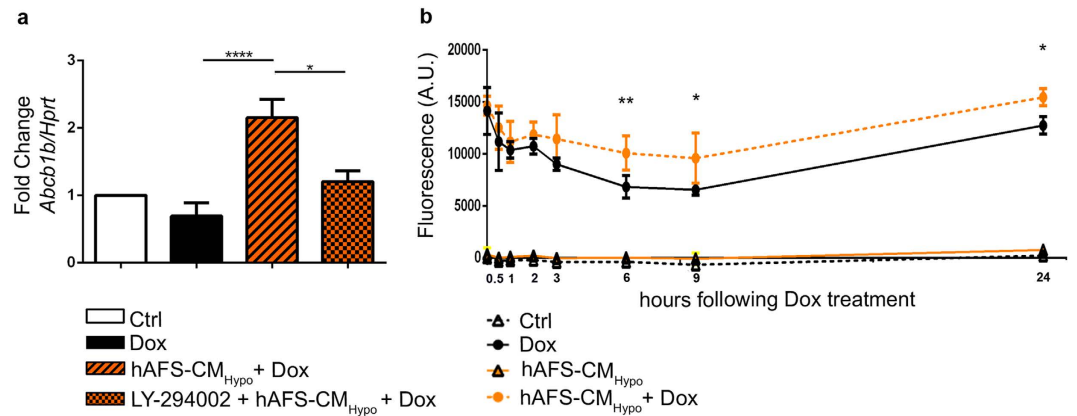 a
Fold Change
Abcb1b/Hprt
3
2
1
0
****
*
Ctrl
Dox
hAFS-CMHypo + Dox
LY-294002 + hAFS-CMHypo + Dox
b
Fluorescence (A.U.)
20000
15000
10000
5000
0
**
*
*
0.5 1 2 3 6 9 24
hours following Dox treatment
Ctrl
Dox
hAFS-CMHypo
hAFS-CMHypo + Dox